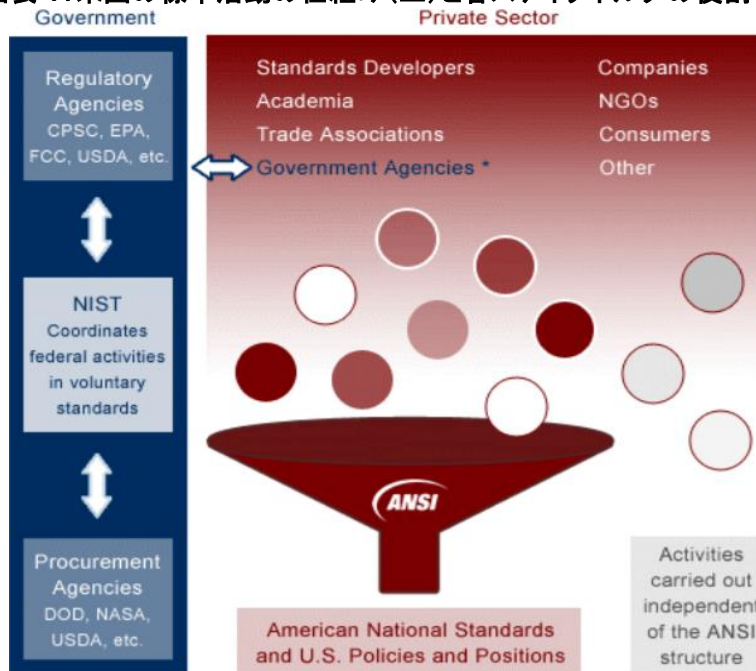 Government
Private Sector
Regulatory
Agencies
CPSC, EPA,
FCC, USDA, etc.
NIST
Coordinates
federal activities
in voluntary
standards
Procurement
Agencies
DOD, NASA,
USDA, etc.
Standards Developers
Academia
Trade Associations
Government Agencies *
Companies
NGOs
Consumers
Other
ANSI
American National Standards
and U.S. Policies and Positions
Activities
carried out
independent
of the ANSI
structure